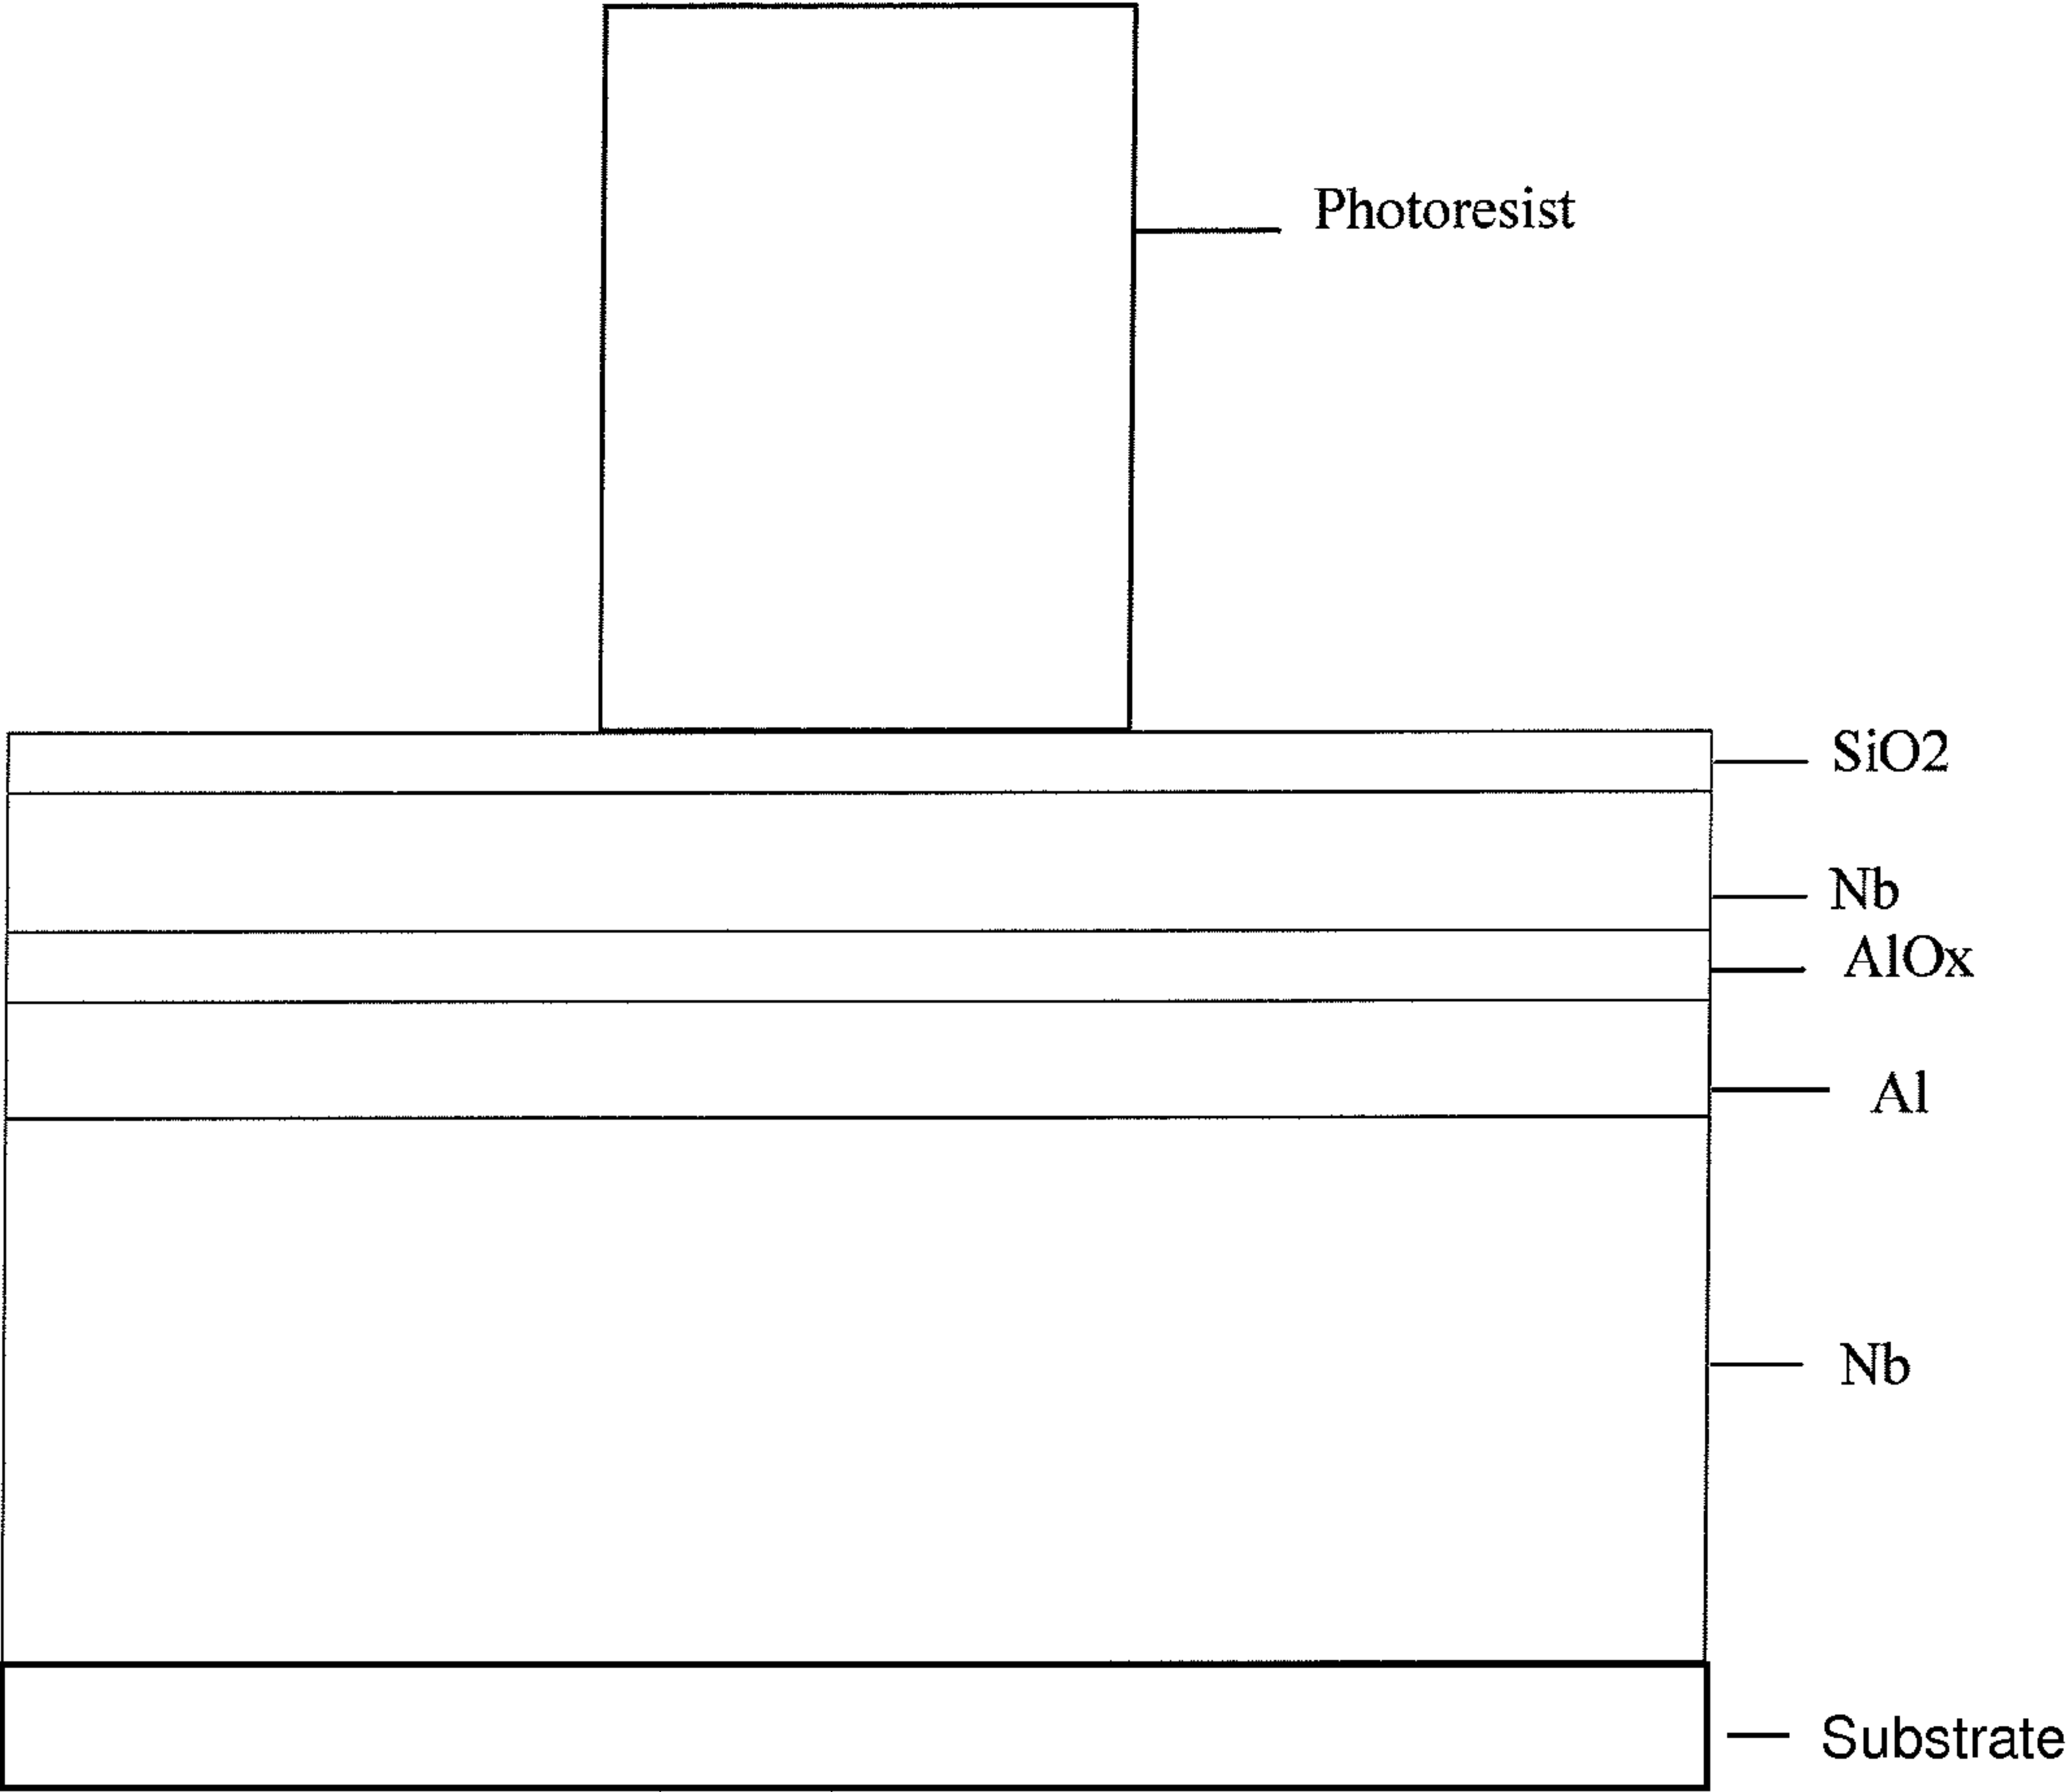 Photoresist
SiO2
Nb
AlOx
Al
Nb
Substrate